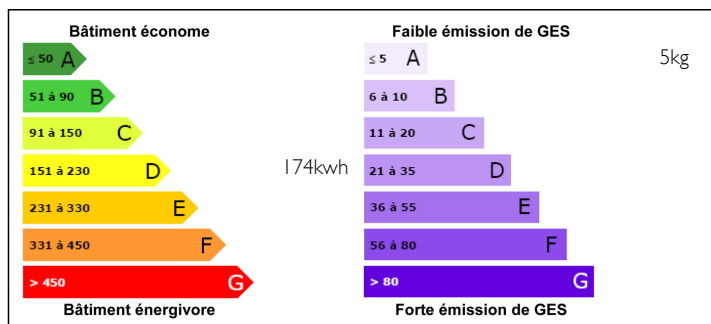 Bâtiment économe
≤ 50 A
51 à 90 B
91 à 150 C
151 à 230 D
174kwh
231 à 330 E
331 à 450 F
> 450 G
Bâtiment énergivore
Faible émission de GES
≤ 5 A
5kg
6 à 10 B
11 à 20 C
21 à 35 D
36 à 55 E
56 à 80 F
> 80 G
Forte émission de GES